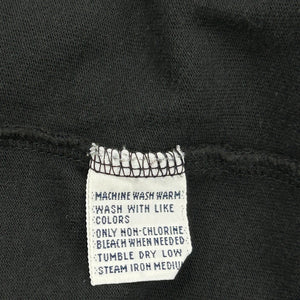 MACHINE WASH WARM
WASH WITH LIKE
COLORS
ONLY NON-CHLORINE
BLEACH WHEN NEEDED
TUMBLE DRY LOW
STEAM IRON MEDIU